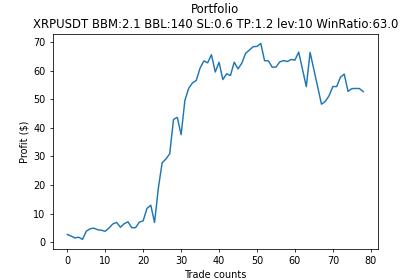 Portfolio
XRPUSDT BBM:2.1 BBL:140 SL:0.6 TP:1.2 lev:10 WinRatio:63.0
70
60
50
40
30
20
10
0
Profit ($)
0 10 20 30 40 50 60 70 80
Trade counts